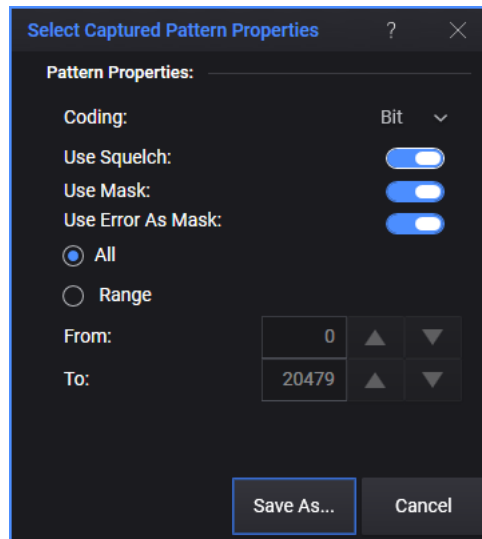 Select Captured Pattern Properties ?
Pattern Properties:
Coding: Bit
Use Squelch:
Use Mask:
Use Error As Mask:
All
Range
From: 0
To: 20479
Save As... Cancel